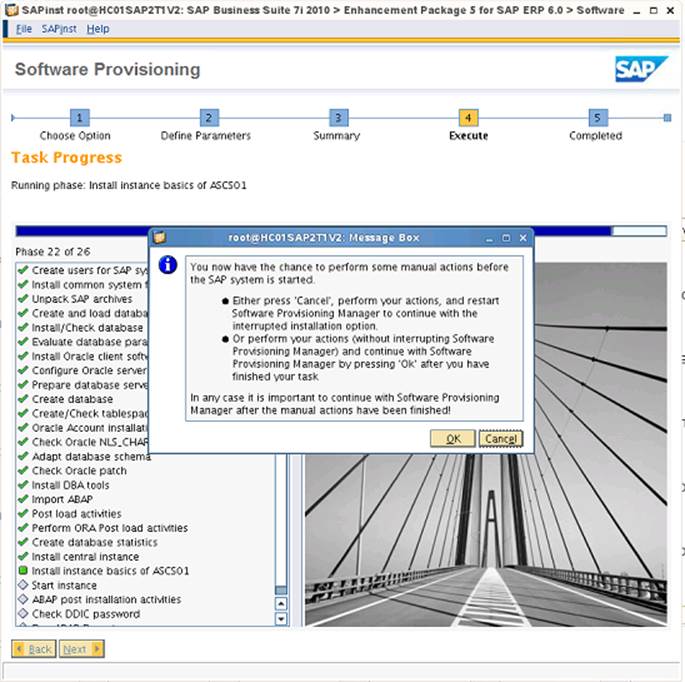 SAPinst root@HC01SAP2T1V2: SAP Business Suite 7i 2010 > Enhancement Package 5 for SAP ERP 6.0 > Software
File SAPinst Help
Software Provisioning
SAP
1 2 3 4 5
Choose Option Define Parameters Summary Execute Completed
Task Progress
Running phase: Install instance basics of ASCS01
Phase 22 of 26
Create users for SAP sy
Install common system f
Unpack SAP archives
Create and load databa
Install/Check database
Evaluate database para
Install Oracle client softw
Configure Oracle server
Prepare database serve
Create database
Create/Check tablespac
Oracle Account installati
Check Oracle NLS_CHAR
Adapt database schema
Check Oracle patch
Install DBA tools
Import ABAP
Post load activities
Perform ORA Post load activities
Create database statistics
Install central instance
Install instance basics of ASCS01
Start instance
ABAP post installation activities
Check DDIC password
root@HC01SAP2T1V2: Message Box
You now have the chance to perform some manual actions before
the SAP system is started.
Either press 'Cancel', perform your actions, and restart
Software Provisioning Manager to continue with the
interrupted installation option.
Or perform your actions (without interrupting Software
Provisioning Manager) and continue with Software
Provisioning Manager by pressing 'Ok' after you have
finished your task
In any case it is important to continue with Software Provisioning
Manager after the manual actions have been finished!
OK Cancel
Back Next